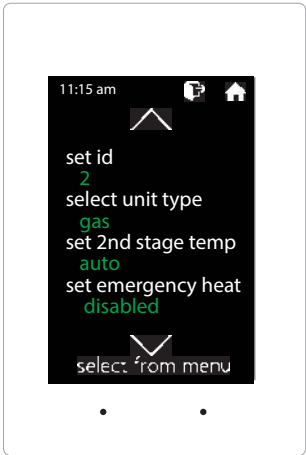 11:15 am
set id
2
select unit type
gas
set 2nd stage temp
auto
set emergency heat
disabled
select from menu